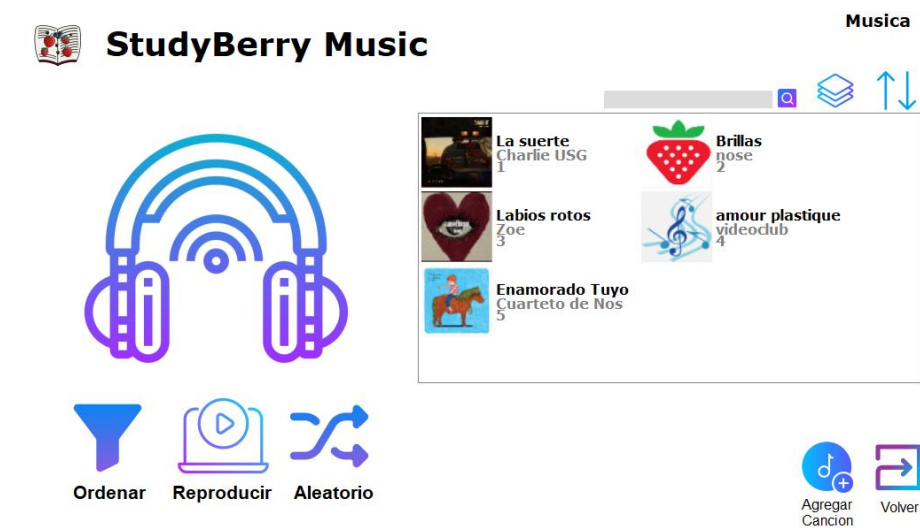 StudyBerry Music
Musica
La suerte
Charlie USG
1
Brillas
nose
2
Labios rotos
Zoe
3
amour plastique
videoclub
4
Enamorado Tuyo
Cuarteto de Nos
5
Ordenar
Reproducir
Aleatorio
Agregar
Cancion
Volver